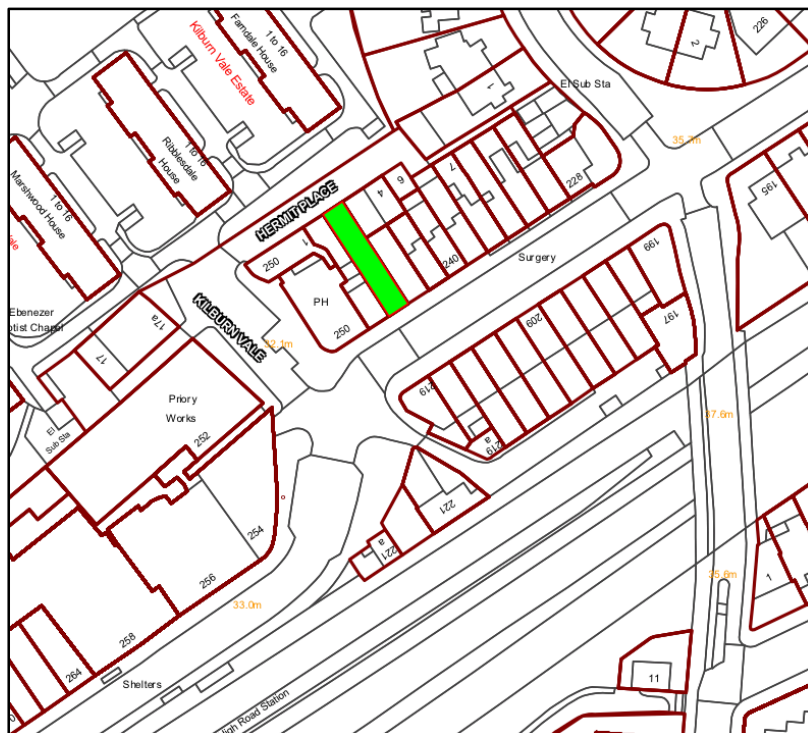 1 to 16
Farndale House
Kilburn Vale Estate
226
2
1
El Sub Sta
35.7m
1 to 16
Ribblesdale
House
1 to 16
Marshwood House
HERMIT PLACE
6
4
7
228
195
1
250
PH
250
240
Surgery
199
197
209
219
219
a
KILBURN VALE
32.1m
Ebenezer
17a
17
El
Sub Sta
Priory
Works
252
254
256
258
264
221
221
a
37.6m
35.6m
1
33.0m
Shelters
High Road Station
11